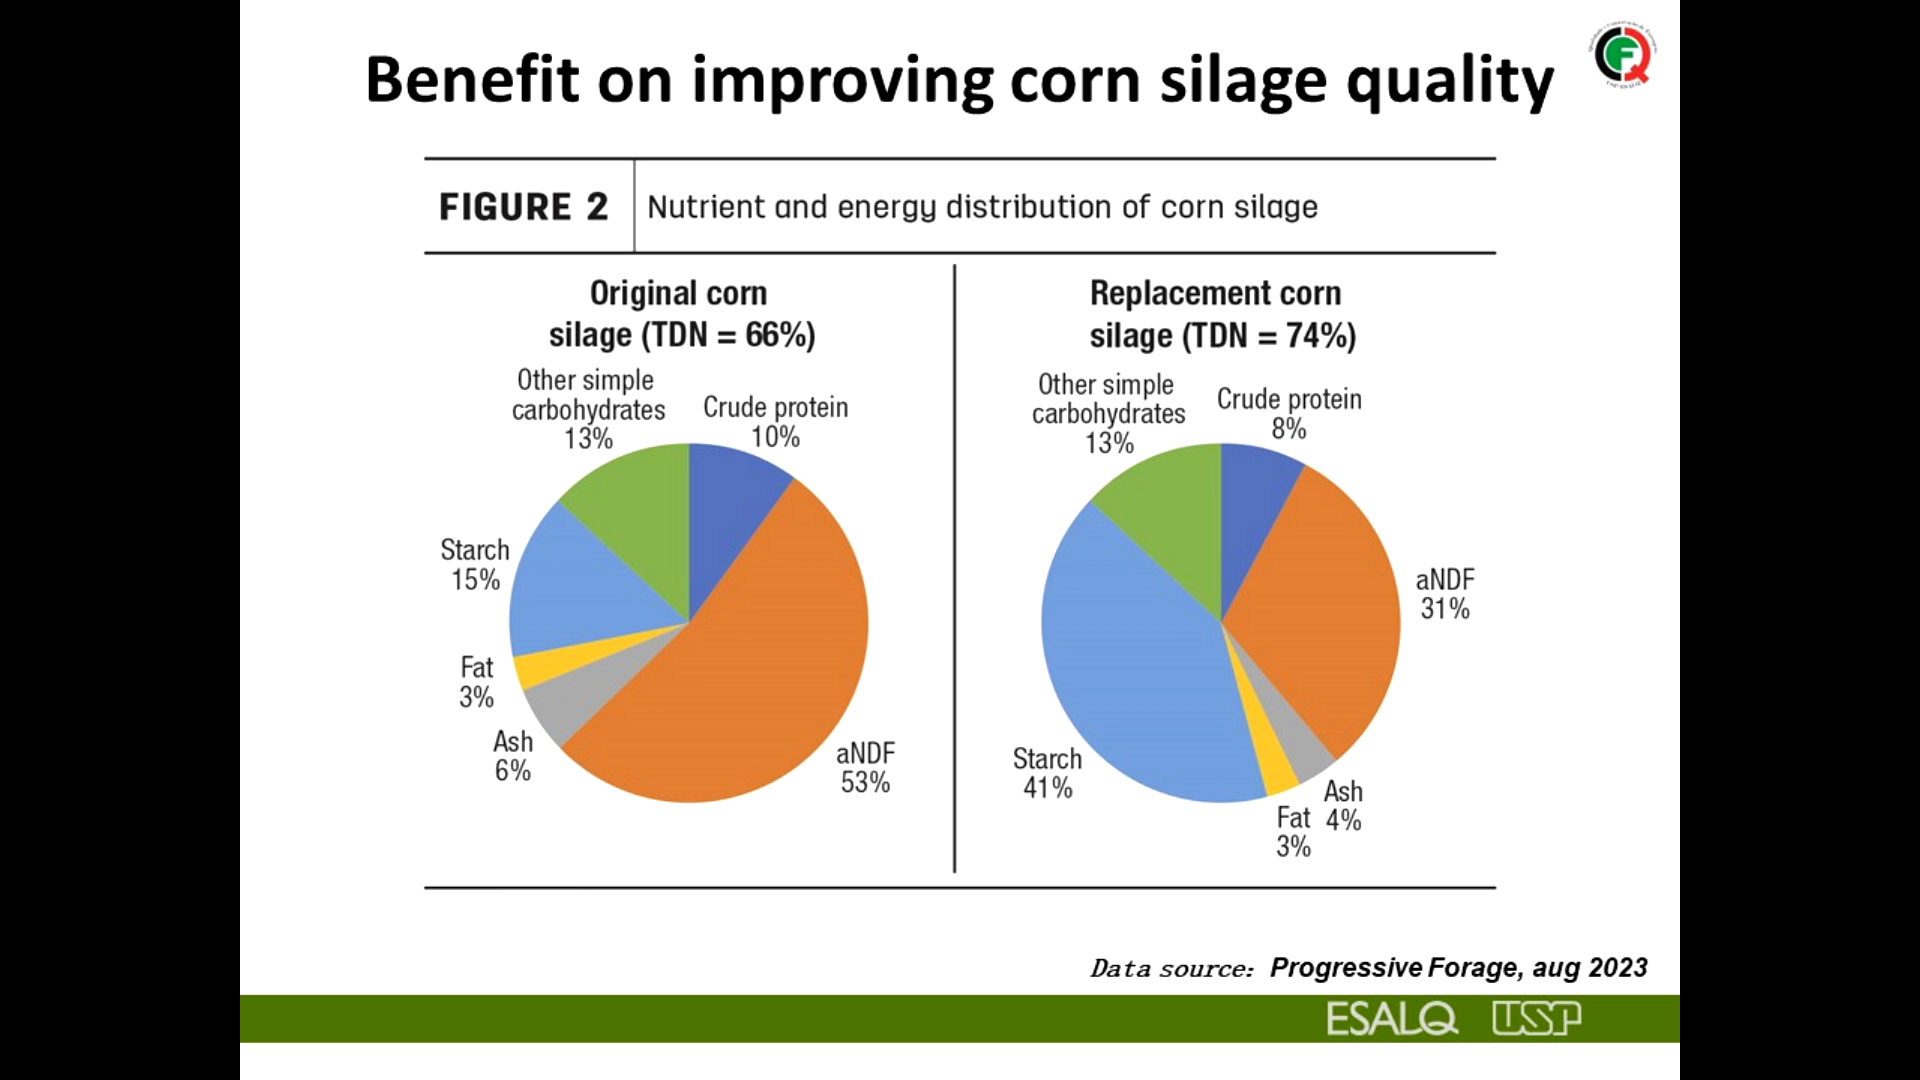 Benefit on improving corn silage quality
FIGURE 2
Nutrient and energy distribution of corn silage
Original corn
silage (TDN = 66%)
Other simple
carbohydrates
13%
Crude protein
10%
Starch
15%
Fat
3%
Ash
6%
aNDF
53%
Replacement corn
silage (TDN = 74%)
Other simple
carbohydrates
13%
Crude protein
8%
aNDF
31%
Starch
41%
Ash
4%
Fat
3%
Data source: Progressive Forage, aug 2023
ESALQ USP